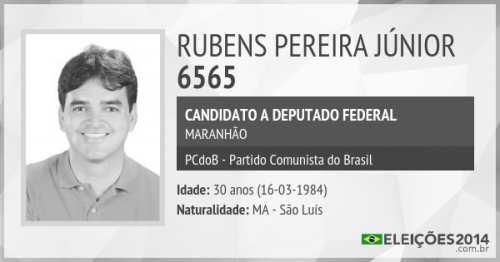 RUBENS PEREIRA JÚNIOR
6565
CANDIDATO A DEPUTADO FEDERAL
MARANHÃO
PCdoB - Partido Comunista do Brasil
Idade: 30 anos (16-03-1984)
Naturalidade: MA - São Luís
ELEIÇÕES2014
.com.br